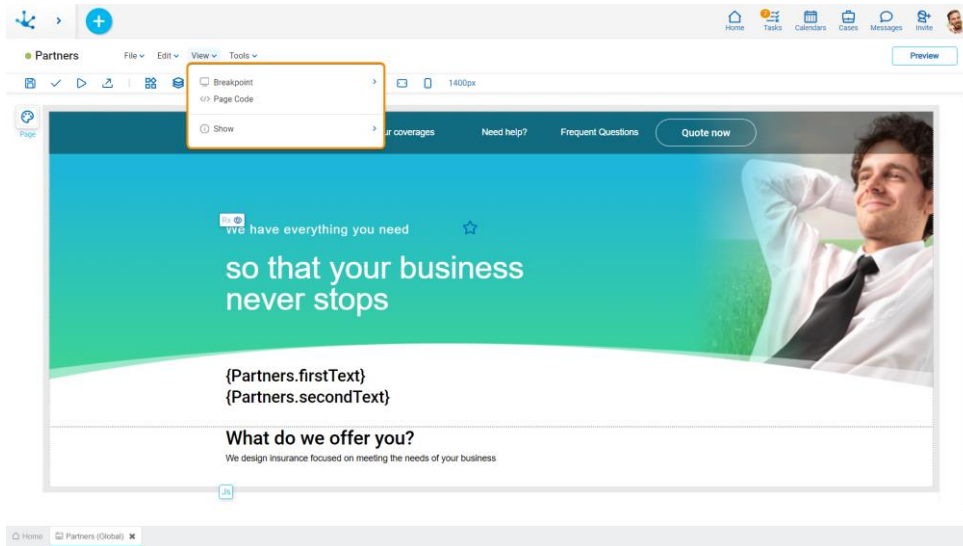 2
Home Tasks Calendars Cases Messages Invite
Partners File Edit View Tools Preview
1400px
Breakpoint
</> Page Code
Show
Page
ur coverages Need help? Frequent Questions Quote now
Rx
We have everything you need
so that your business
never stops
{Partners.firstText}
{Partners.secondText}
What do we offer you?
We design insurance focused on meeting the needs of your business
Js
Home Partners (Global)